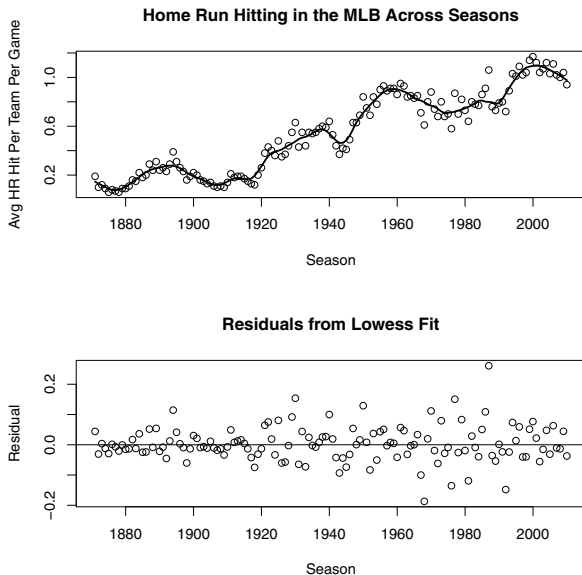 Home Run Hitting in the MLB Across Seasons
Avg HR Hit Per Team Per Game
1.0
0.6
0.2
1880 1900 1920 1940 1960 1980 2000
Season
Residuals from Lowess Fit
Residual
0.2
0.0
−0.2
1880 1900 1920 1940 1960 1980 2000
Season